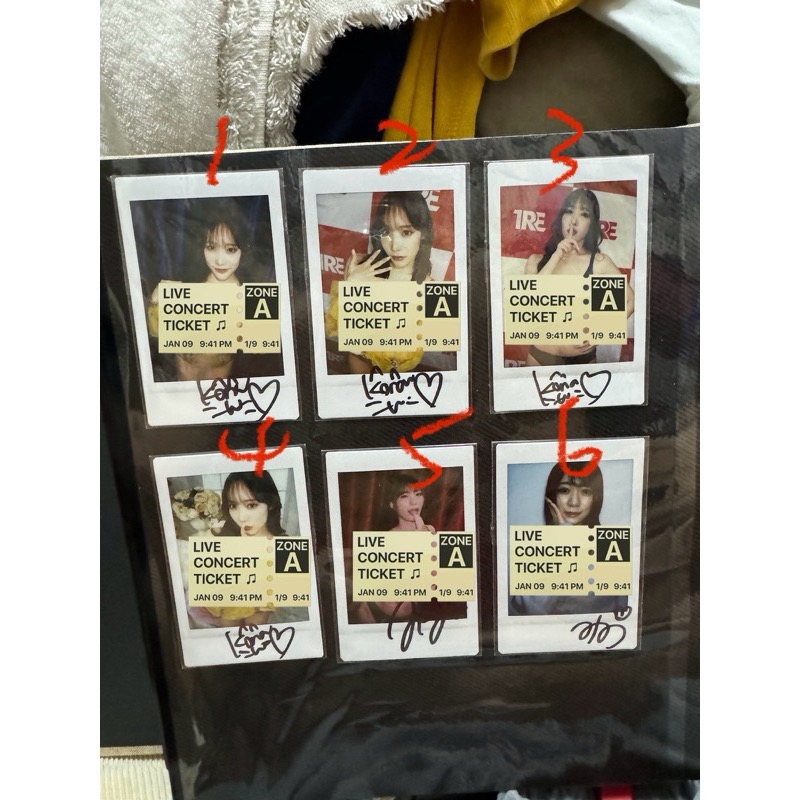 1
2
3
4
5
6
LIVE
CONCERT
TICKET ♫
JAN 09 9:41 PM
ZONE
A
1/9 9:41
LIVE
CONCERT
TICKET ♫
JAN 09 9:41 PM
ZONE
A
1/9 9:41
IRE
RE
LIVE
CONCERT
TICKET ♫
JAN 09 9:41 PM
ZONE
A
1/9 9:41
1RE
RE
LIVE
CONCERT
TICKET ♫
JAN 09 9:41 PM
ZONE
A
1/9 9:41
LIVE
CONCERT
TICKET ♫
JAN 09 9:41 PM
ZONE
A
1/9 9:41
LIVE
CONCERT
TICKET ♫
JAN 09 9:41 PM
ZONE
A
1/9 9:41